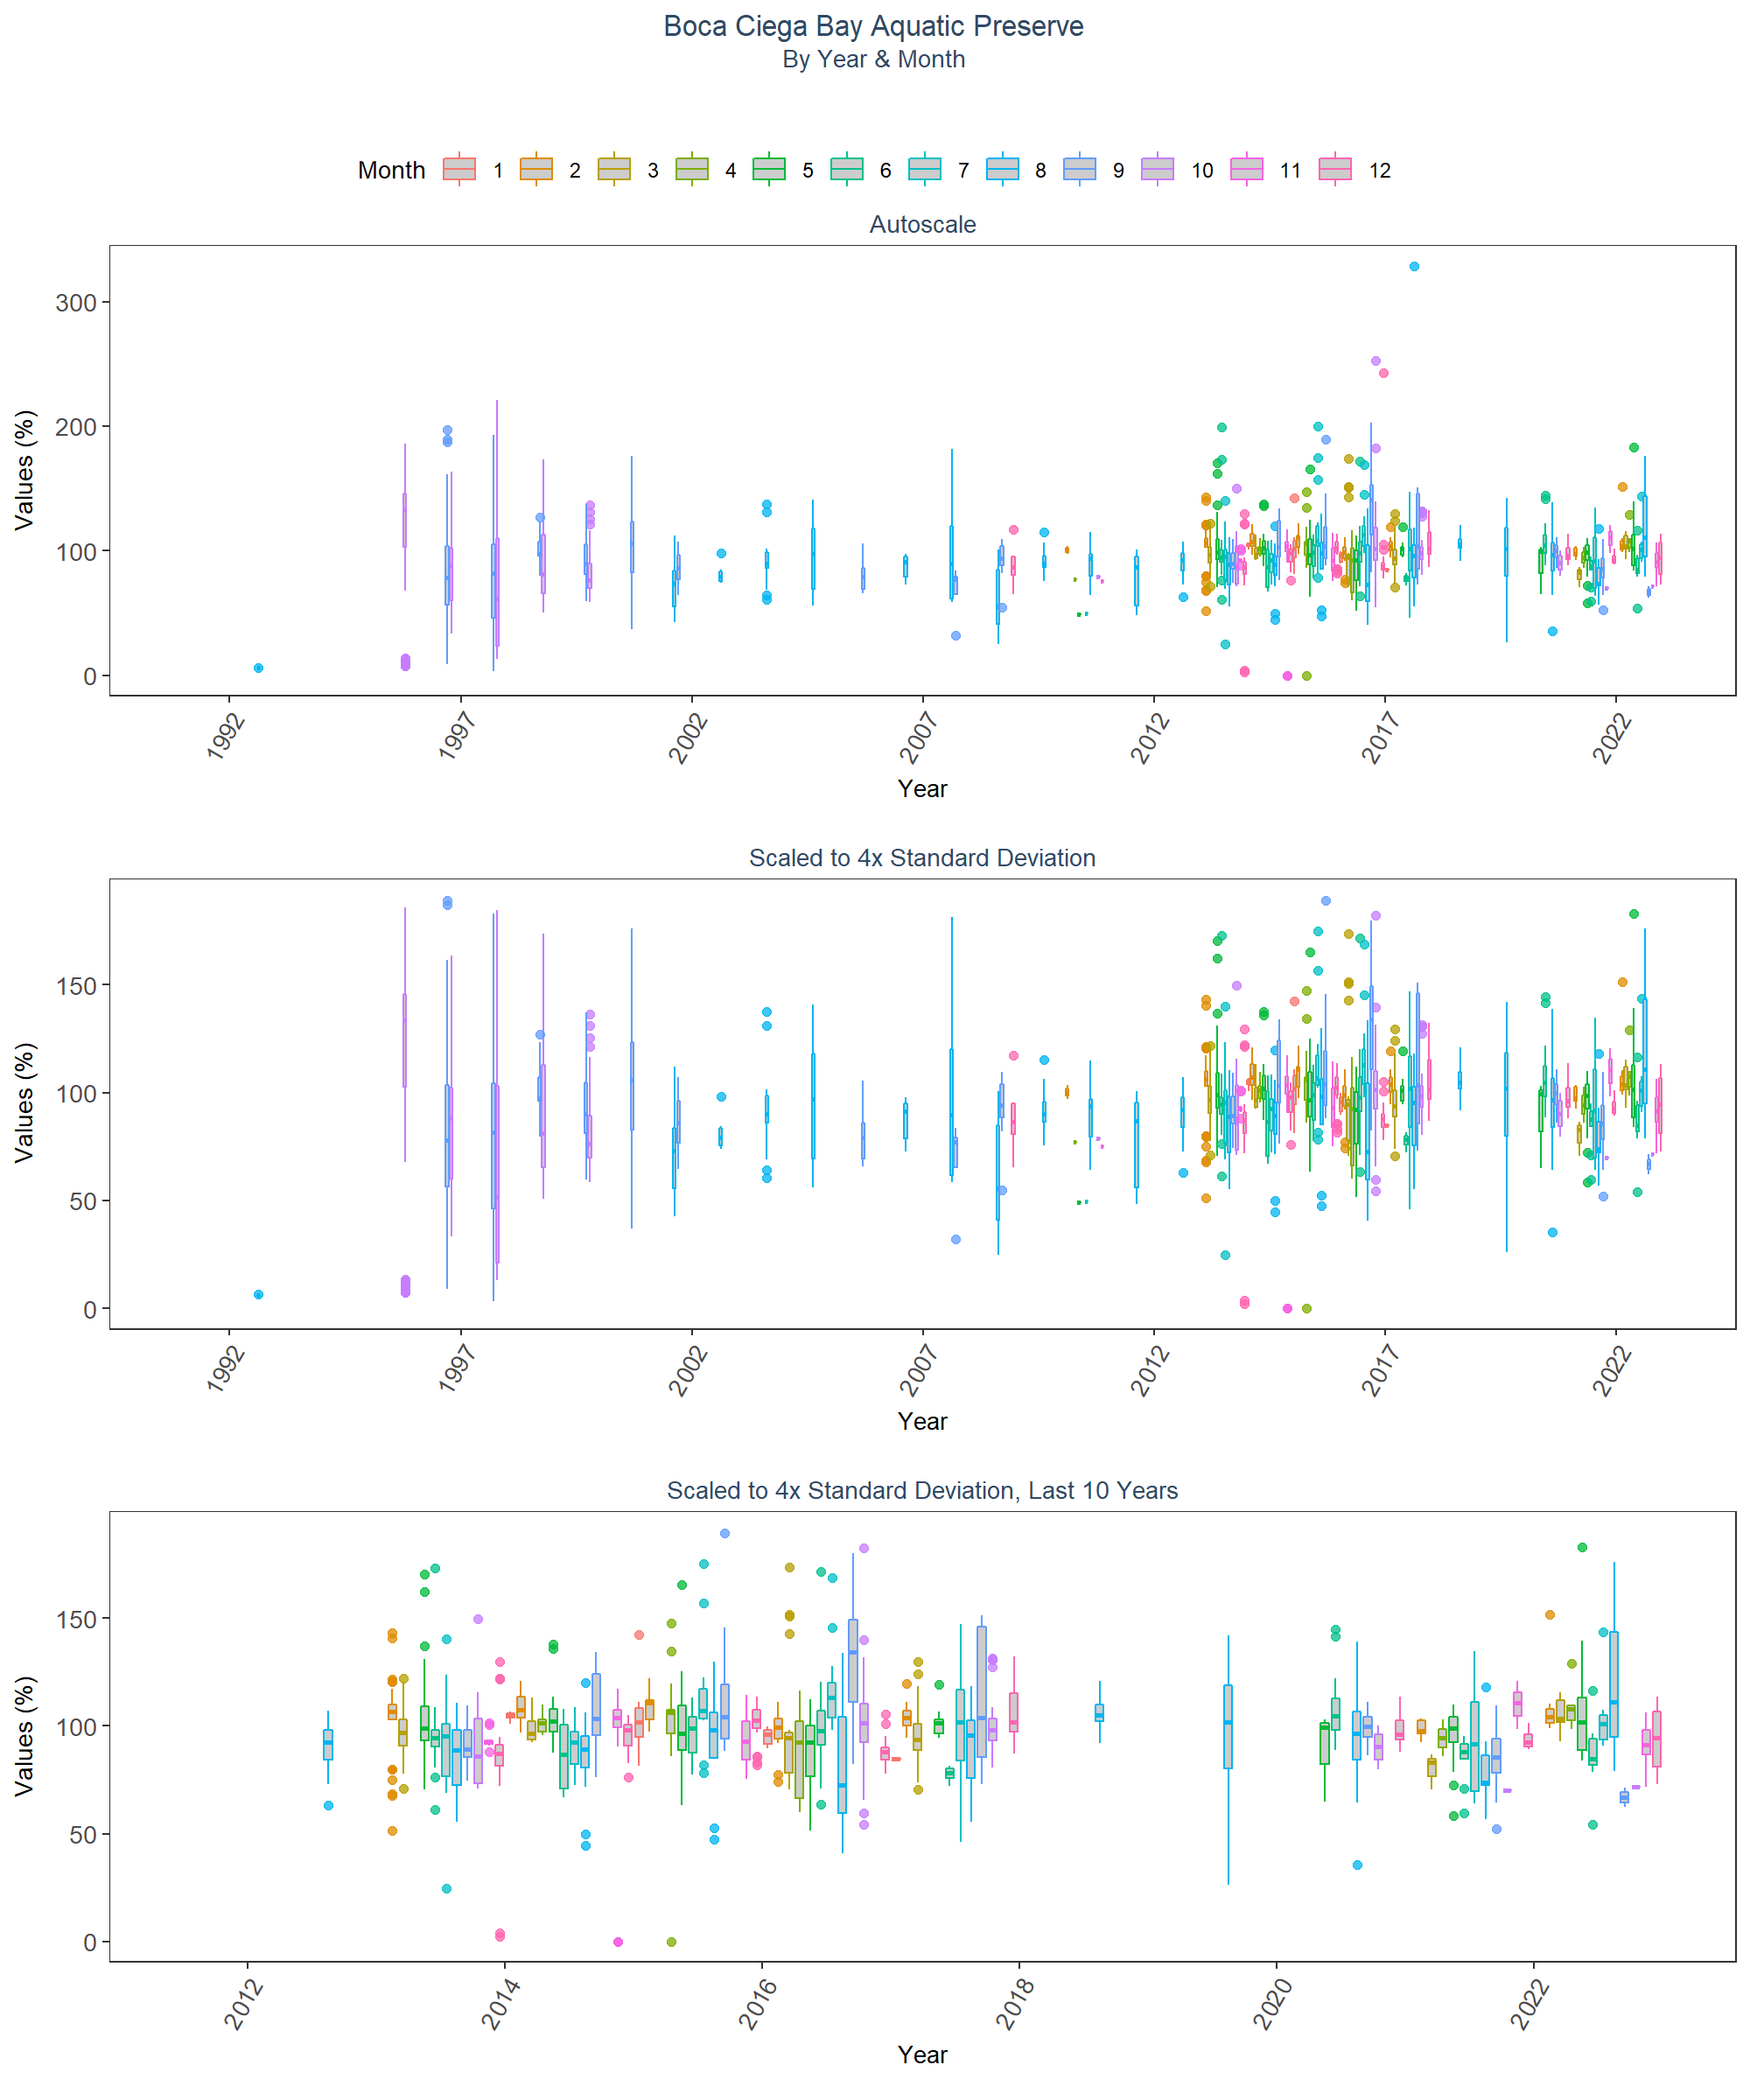 Boca Ciega Bay Aquatic Preserve
By Year & Month
Month 1 2 3 4 5 6 7 8 9 10 11 12
Autoscale
Values (%)
300
200
100
0
1992 1997 2002 2007 2012 2017 2022
Year
Scaled to 4x Standard Deviation
Values (%)
150
100
50
0
1992 1997 2002 2007 2012 2017 2022
Year
Scaled to 4x Standard Deviation, Last 10 Years
Values (%)
150
100
50
0
2012 2014 2016 2018 2020 2022
Year